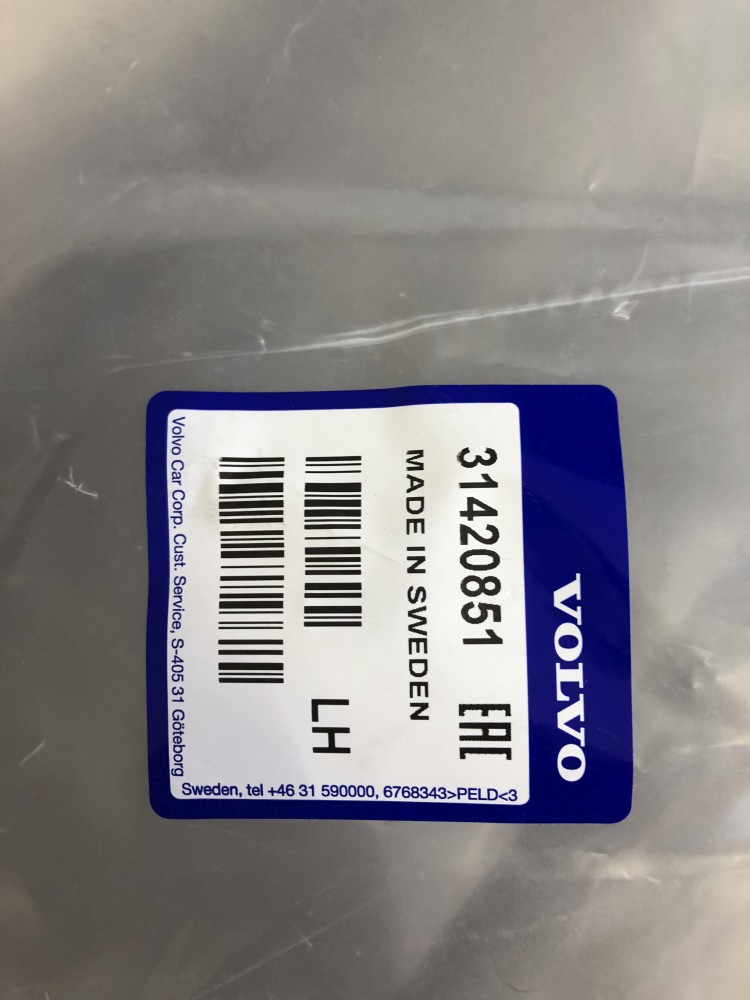 VOLVO
31420851 EAC
MADE IN SWEDEN
LH
Volvo Car Corp. Cust. Service, S-405 31 Göteborg
Sweden, tel +46 31 590000, 6768343>PELD<3